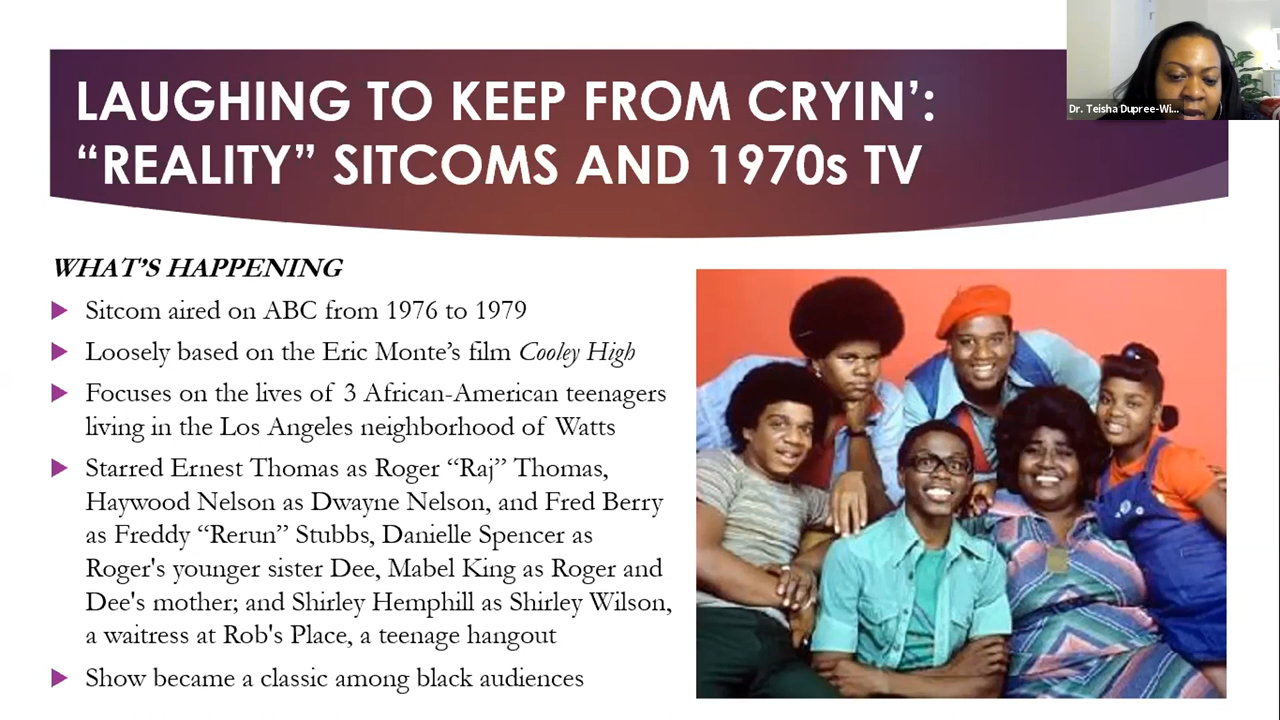 LAUGHING TO KEEP FROM CRYIN’:
“REALITY” SITCOMS AND 1970s TV
Dr. Teisha Dupree-Wi...
WHAT’S HAPPENING
Sitcom aired on ABC from 1976 to 1979
Loosely based on the Eric Monte’s film Cooley High
Focuses on the lives of 3 African-American teenagers
living in the Los Angeles neighborhood of Watts
Starred Ernest Thomas as Roger “Raj” Thomas,
Haywood Nelson as Dwayne Nelson, and Fred Berry
as Freddy “Rerun” Stubbs, Danielle Spencer as
Roger's younger sister Dee, Mabel King as Roger and
Dee's mother; and Shirley Hemphill as Shirley Wilson,
a waitress at Rob's Place, a teenage hangout
Show became a classic among black audiences